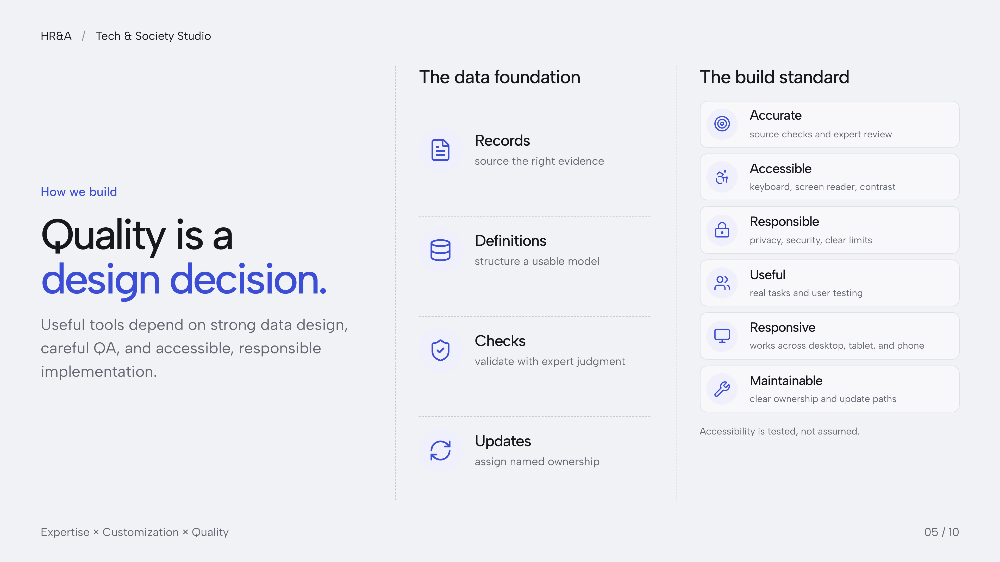 HR&A / Tech & Society Studio
How we build
Quality is a
design decision.
Useful tools depend on strong data design,
careful QA, and accessible, responsible
implementation.
The data foundation
Records
source the right evidence
Definitions
structure a usable model
Checks
validate with expert judgment
Updates
assign named ownership
The build standard
Accurate
source checks and expert review
Accessible
keyboard, screen reader, contrast
Responsible
privacy, security, clear limits
Useful
real tasks and user testing
Responsive
works across desktop, tablet, and phone
Maintainable
clear ownership and update paths
Accessibility is tested, not assumed.
Expertise × Customization × Quality
05 / 10